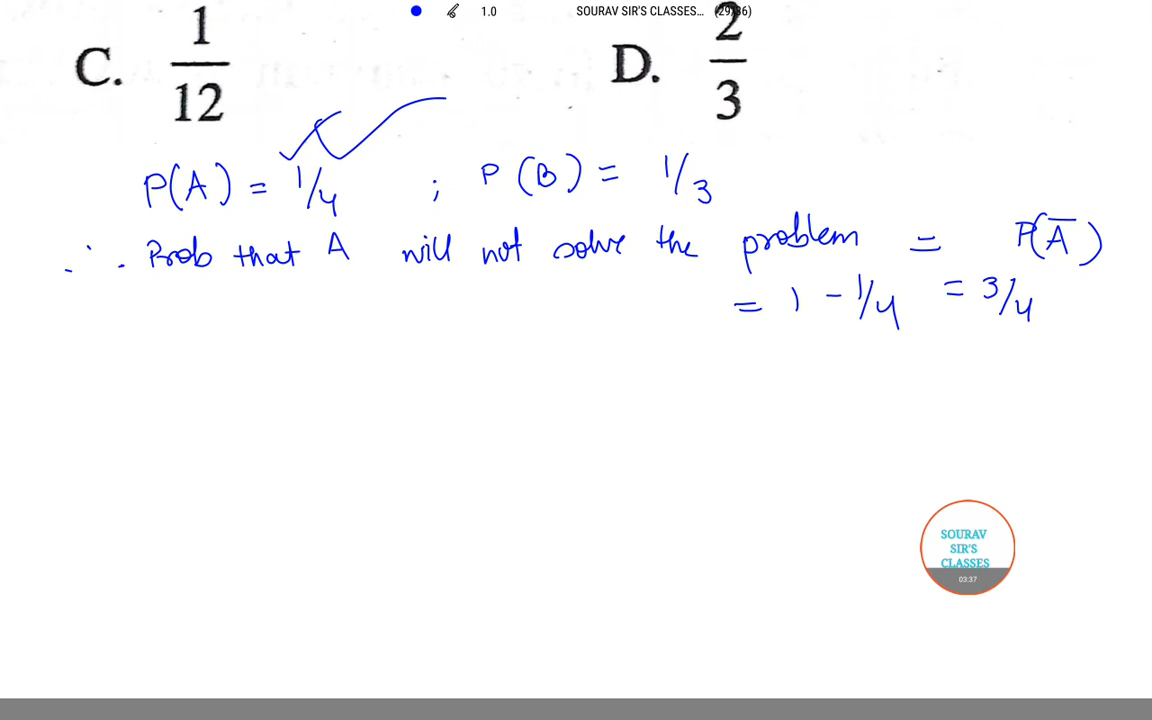 1.0 SOURAV SIR'S CLASSES...
C. 1/12 D. 2/3
P(A) = 1/4 ; P(B) = 1/3
∴ Prob that A will not solve the problem = P(A̅)
= 1 - 1/4 = 3/4
SOURAV
SIR'S
CLASSES
03:37